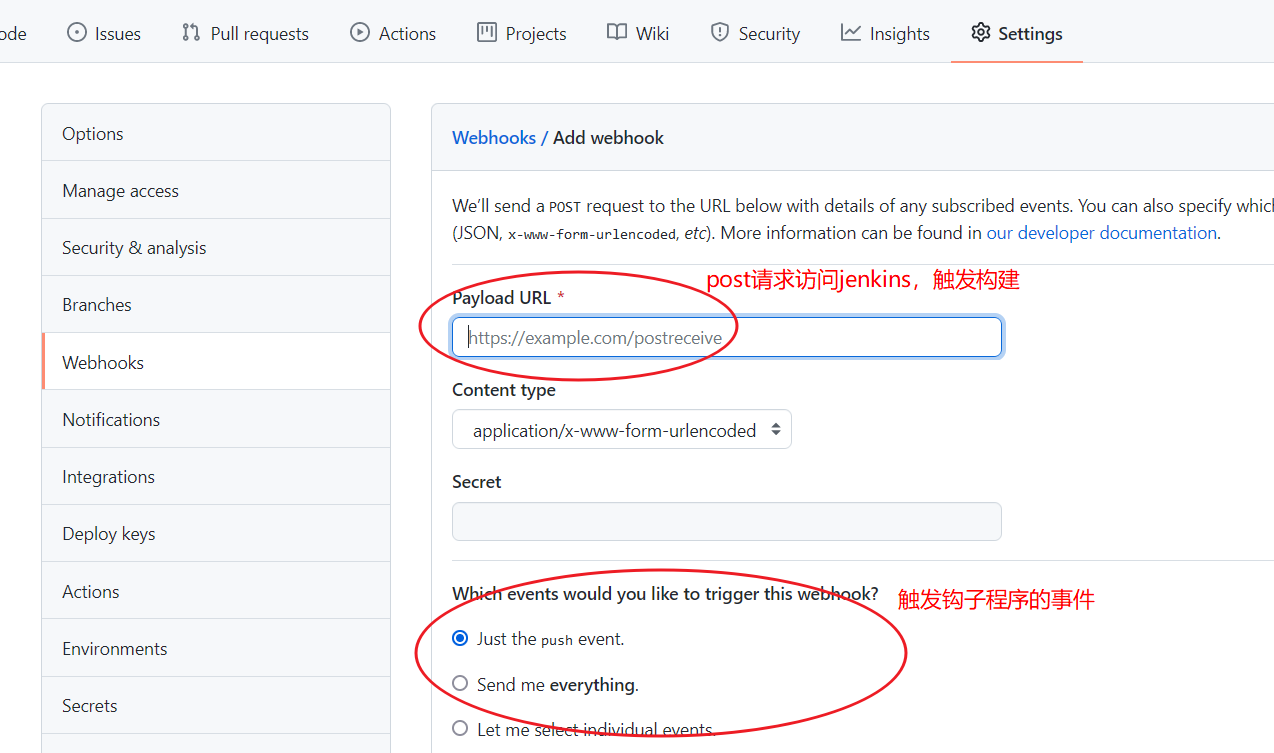 ode Issues Pull requests Actions Projects Wiki Security Insights Settings
Options
Manage access
Security & analysis
Branches
Webhooks
Notifications
Integrations
Deploy keys
Actions
Environments
Secrets
Webhooks / Add webhook
We'll send a POST request to the URL below with details of any subscribed events. You can also specify which
(JSON, x-www-form-urlencoded, etc). More information can be found in our developer documentation.
post请求访问jenkins，触发构建
Payload URL *
https://example.com/postreceive
Content type
application/x-www-form-urlencoded
Secret
Which events would you like to trigger this webhook?
触发钩子程序的事件
Just the push event.
Send me everything.
Let me select individual events.